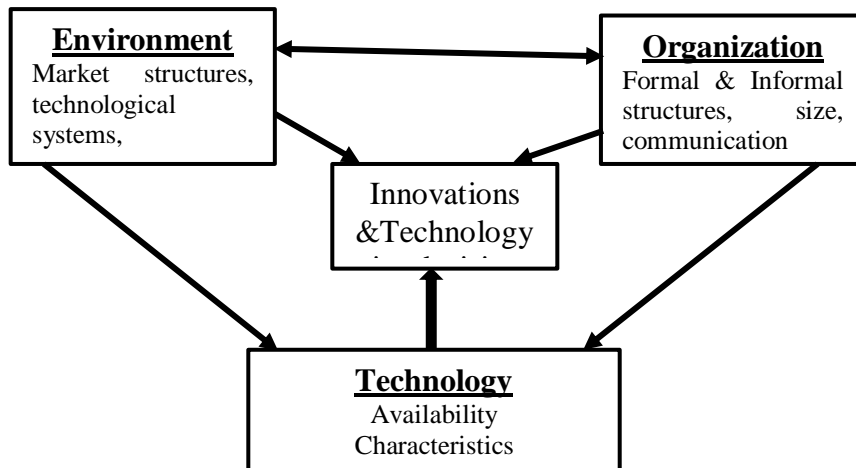 Environment
Market structures,
technological
systems,
Organization
Formal & Informal
structures, size,
communication
Innovations
&Technology
Technology
Availability
Characteristics